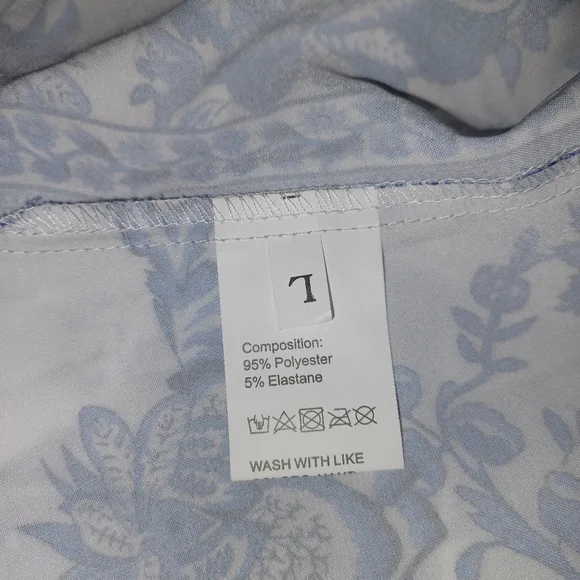 L
Composition:
95% Polyester
5% Elastane
WASH WITH LIKE